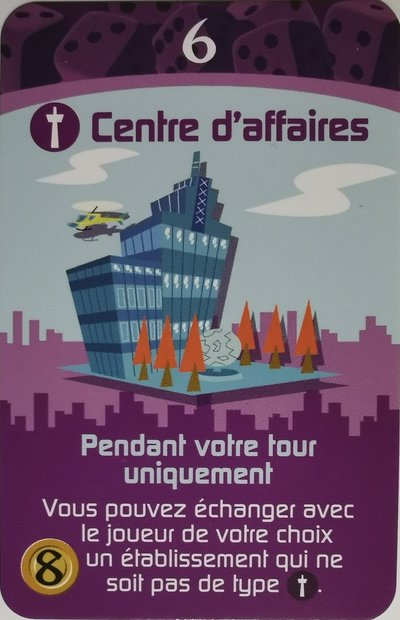 6
Centre d'affaires
Pendant votre tour
uniquement
Vous pouvez échanger avec
le joueur de votre choix
un établissement qui ne
soit pas de type .
8